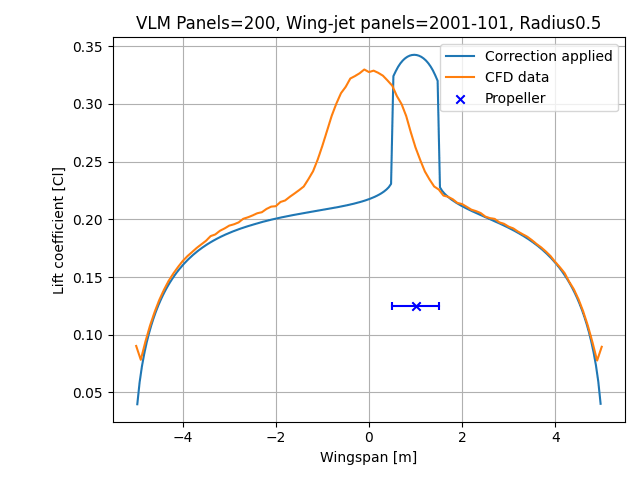 VLM Panels=200, Wing-jet panels=2001-101, Radius0.5
Correction applied
CFD data
Propeller
Lift coefficient [Cl]
0.35
0.30
0.25
0.20
0.15
0.10
0.05
−4
−2
0
2
4
Wingspan [m]